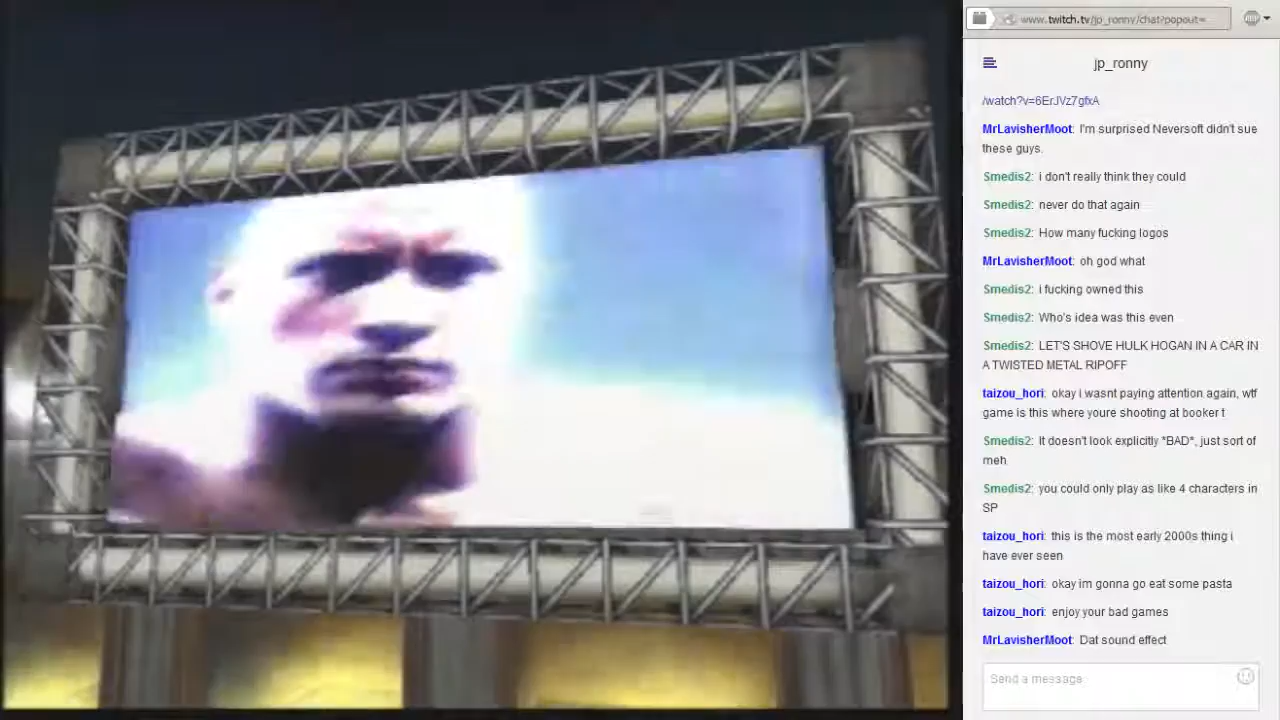 www.twitch.tv/jp_ronny/chat?popout=
jp_ronny
/watch?v=6ErJVz7gfxA
MrLavisherMoot: I'm surprised Neversoft didn't sue
these guys.
Smedis2: i don't really think they could
Smedis2: never do that again
Smedis2: How many fucking logos
MrLavisherMoot: oh god what
Smedis2: i fucking owned this
Smedis2: Who's idea was this even
Smedis2: LET'S SHOVE HULK HOGAN IN A CAR IN
A TWISTED METAL RIPOFF
taizou_hori: okay i wasnt paying attention again, wtf
game is this where youre shooting at booker t
Smedis2: It doesn't look explicitly *BAD*, just sort of
meh
Smedis2: you could only play as like 4 characters in
SP
taizou_hori: this is the most early 2000s thing i
have ever seen
taizou_hori: okay im gonna go eat some pasta
taizou_hori: enjoy your bad games
MrLavisherMoot: Dat sound effect
Send a message